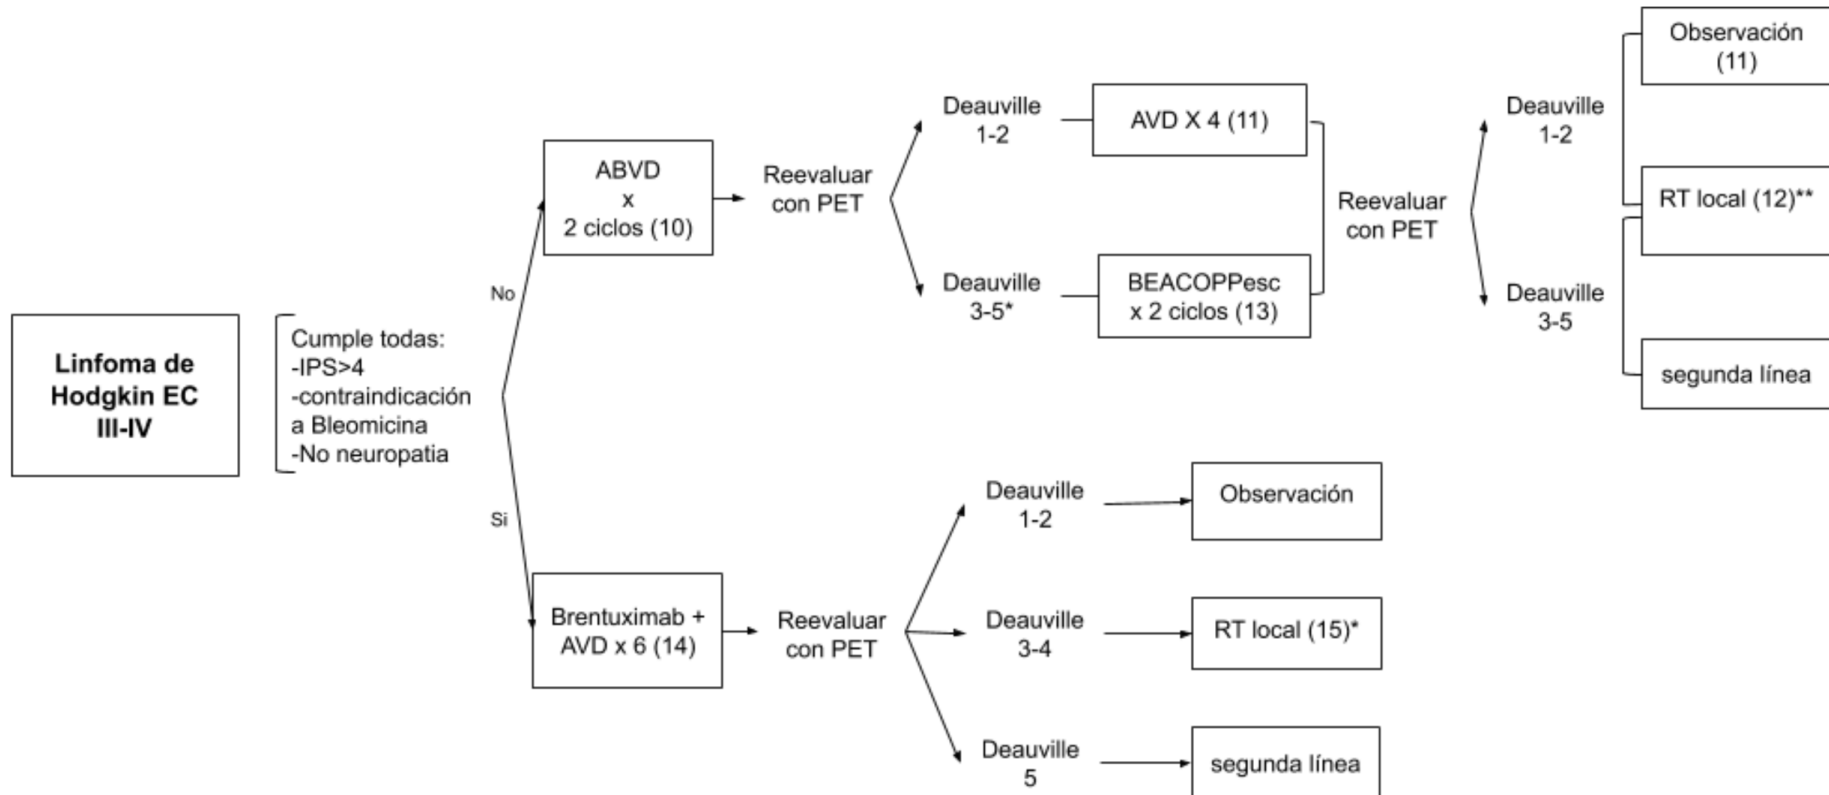 Linfoma de
Hodgkin EC
III-IV
Cumple todas:
-IPS>4
-contraindicación
a Bleomicina
-No neuropatia
No
Si
ABVD
x
2 ciclos (10)
Reevaluar
con PET
Deauville
1-2
AVD X 4 (11)
Deauville
3-5*
BEACOPPesc
x 2 ciclos (13)
Reevaluar
con PET
Deauville
1-2
Observación
(11)
RT local (12)**
Deauville
3-5
segunda línea
Brentuximab +
AVD x 6 (14)
Reevaluar
con PET
Deauville
1-2
Observación
Deauville
3-4
RT local (15)*
Deauville
5
segunda línea